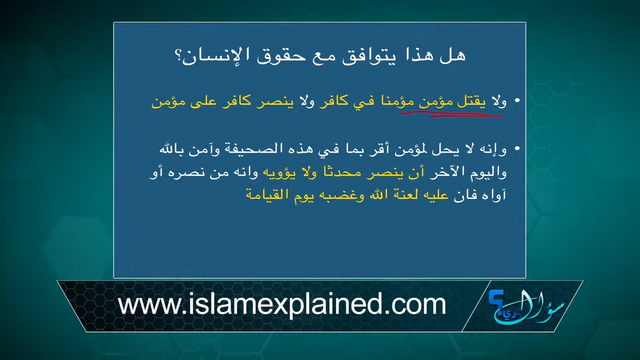 هل هذا يتوافق مع حقوق الإنسان؟
• ولا يقتل مؤمن مؤمنا في كافر ولا ينصر كافر على مؤمن
• وإنه لا يحل لمؤمن أقر بما في هذه الصحيفة وآمن بالله
واليوم الآخر أن ينصر محدثا ولا يؤويه وانه من نصره أو
آواه فان عليه لعنة الله وغضبه يوم القيامة
www.islamexplained.com
سؤال جريء